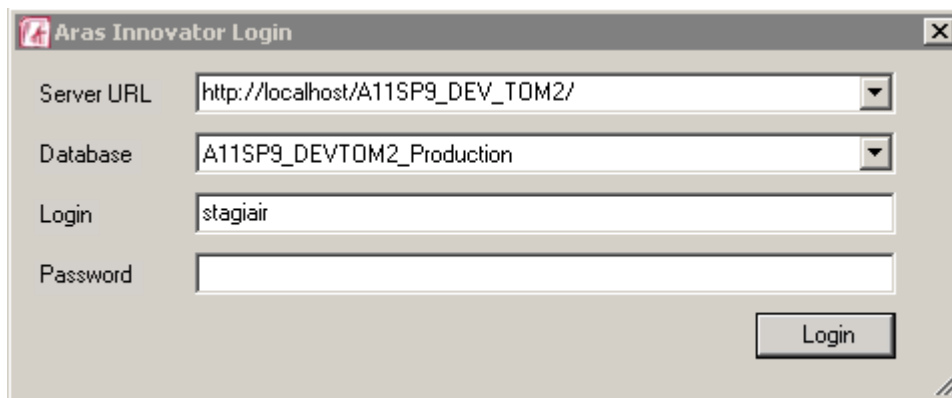 Aras Innovator Login
Server URL http://localhost/A11SP9_DEV_TOM2/
Database A11SP9_DEVTOM2_Production
Login stagiair
Password
Login